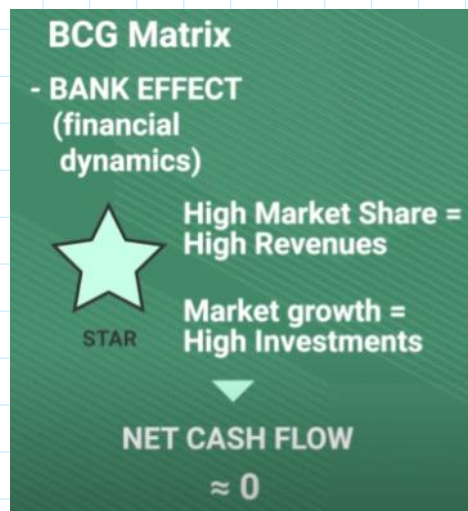 BCG Matrix
- BANK EFFECT
(financial
dynamics)
High Market Share =
High Revenues
Market growth =
High Investments
STAR
NET CASH FLOW
≈ 0